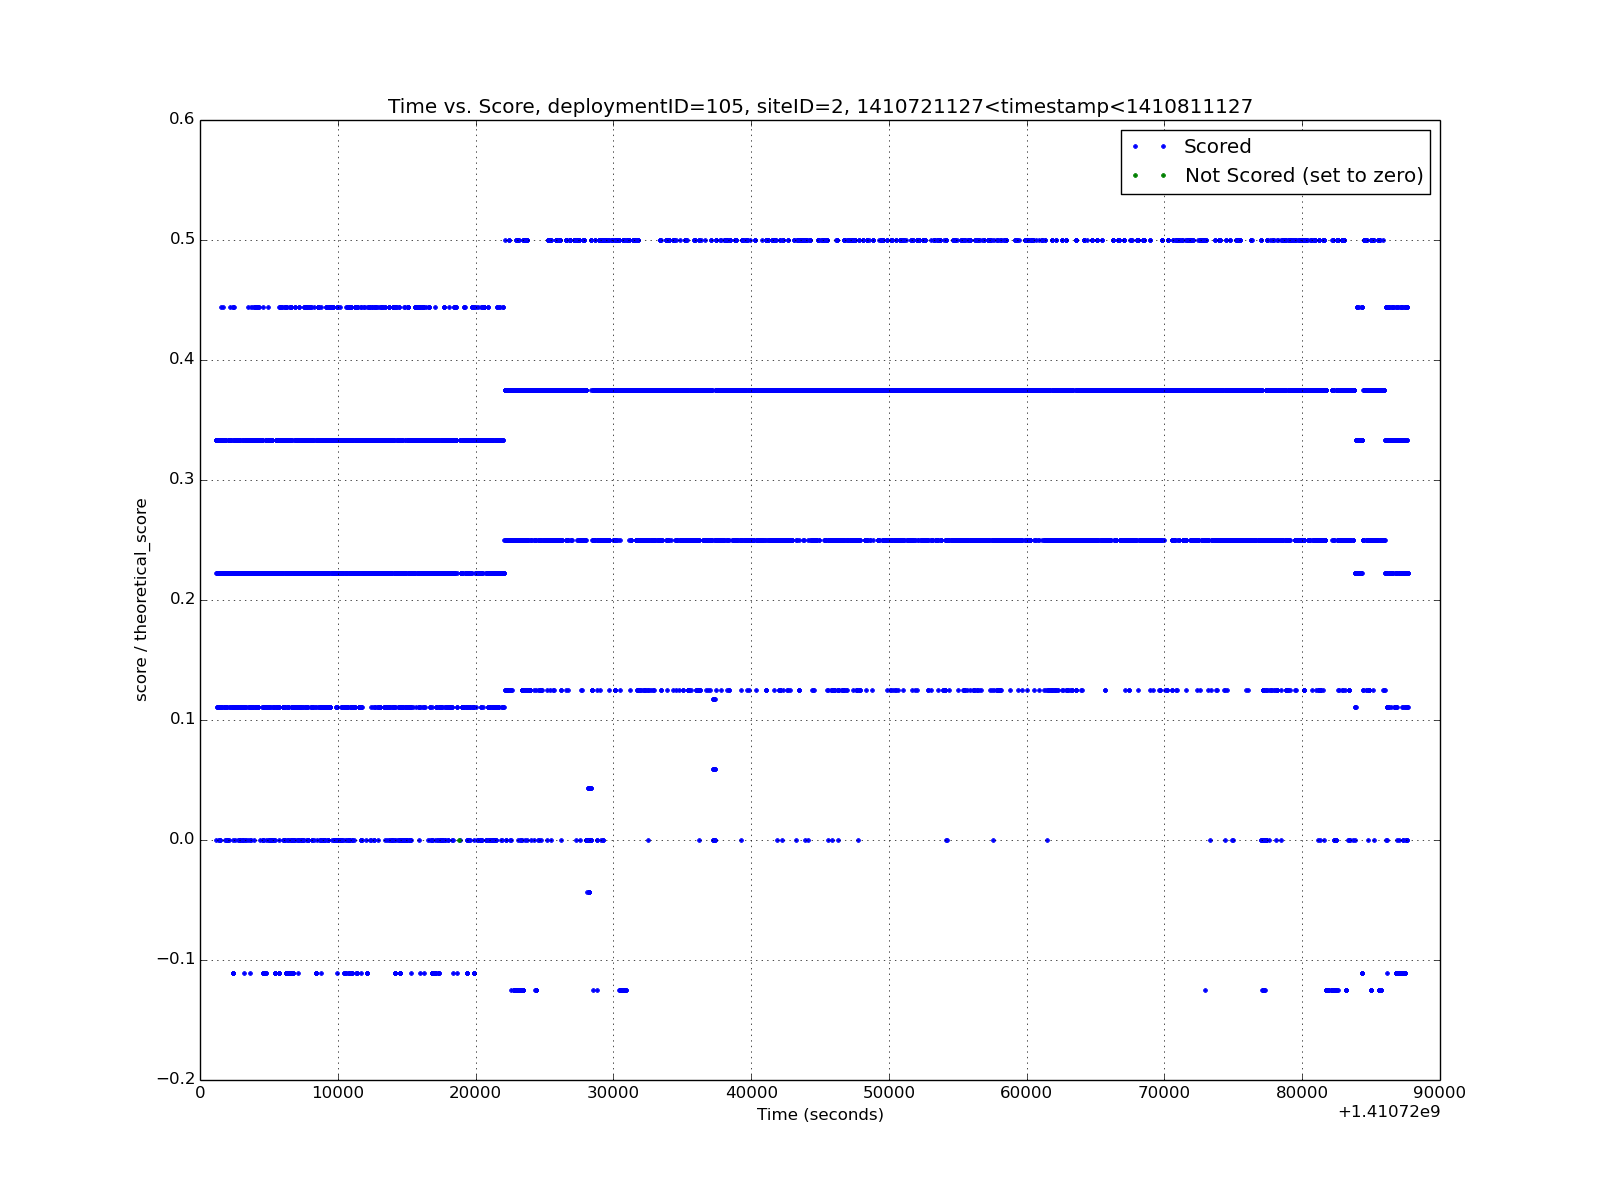 Time vs. Score, deploymentID=105, siteID=2, 1410721127<timestamp<1410811127
Scored
Not Scored (set to zero)
score / theoretical_score
0.6
0.5
0.4
0.3
0.2
0.1
0.0
−0.1
−0.2
0 10000 20000 30000 40000 50000 60000 70000 80000 90000
Time (seconds)
+1.41072e9